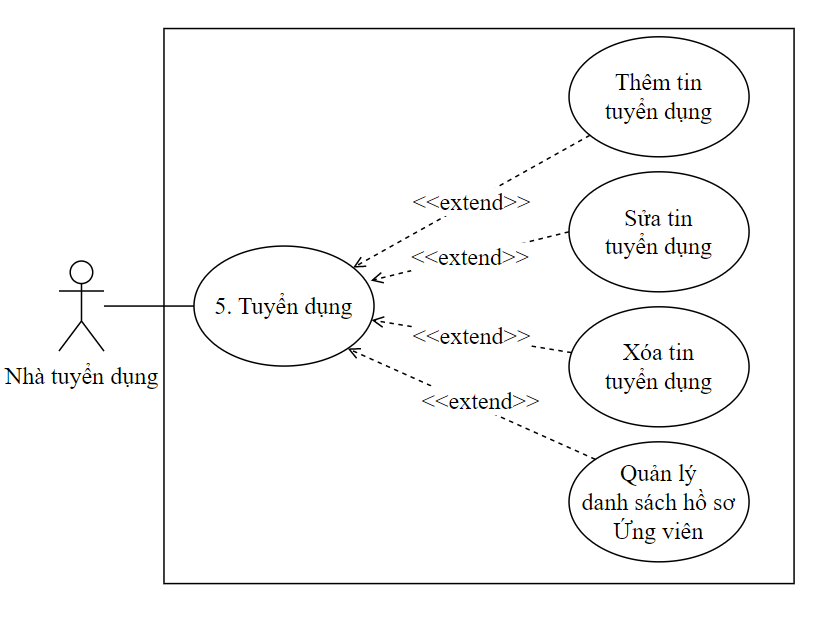 Thêm tin
tuyển dụng
<<extend>>
Sửa tin
tuyển dụng
<<extend>>
5. Tuyển dụng
<<extend>>
Xóa tin
tuyển dụng
Nhà tuyển dụng
<<extend>>
Quản lý
danh sách hồ sơ
Ứng viên